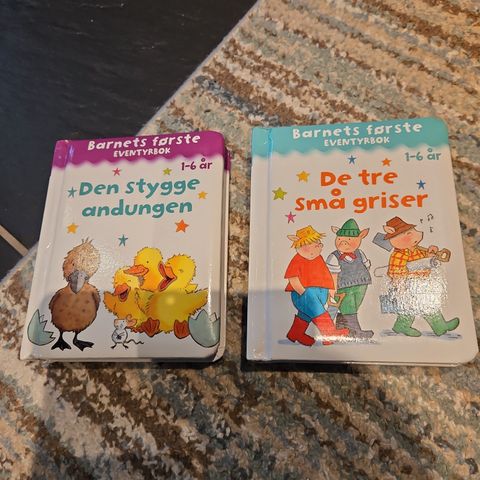 Barnets første
EVENTYRBOK
1-6 år
Den stygge
andungen
Barnets første
EVENTYRBOK
1-6 år
De tre
små griser